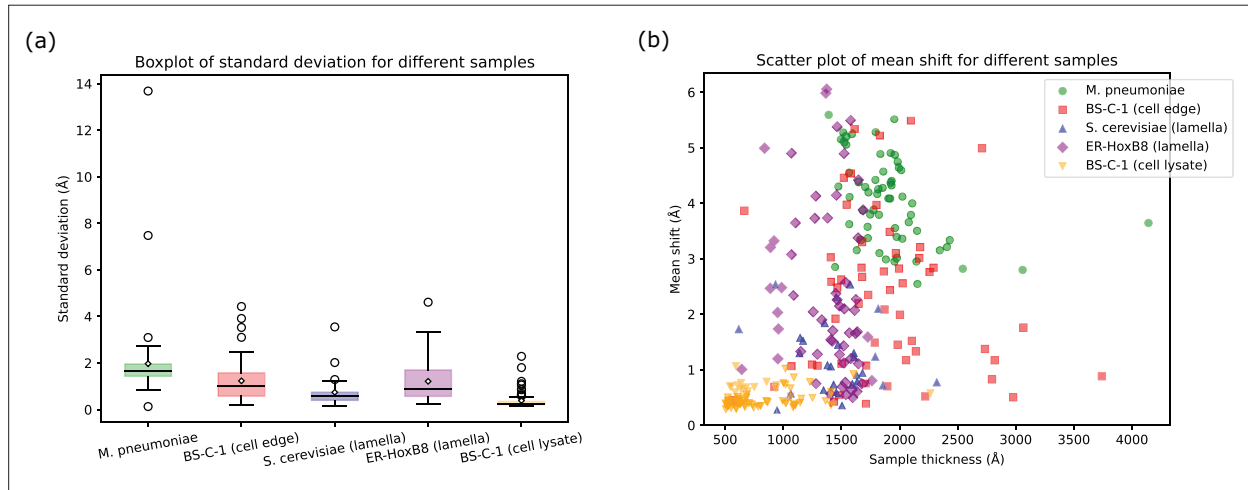 (a)
Boxplot of standard deviation for different samples
Standard deviation (Å)
14
12
10
8
6
4
2
0
M. pneumoniae
BS-C-1 (cell edge)
S. cerevisiae (lamella)
ER-HoxB8 (lamella)
BS-C-1 (cell lysate)
(b)
Scatter plot of mean shift for different samples
M. pneumoniae
BS-C-1 (cell edge)
S. cerevisiae (lamella)
ER-HoxB8 (lamella)
BS-C-1 (cell lysate)
Mean shift (Å)
6
5
4
3
2
1
0
500 1000 1500 2000 2500 3000 3500 4000
Sample thickness (Å)